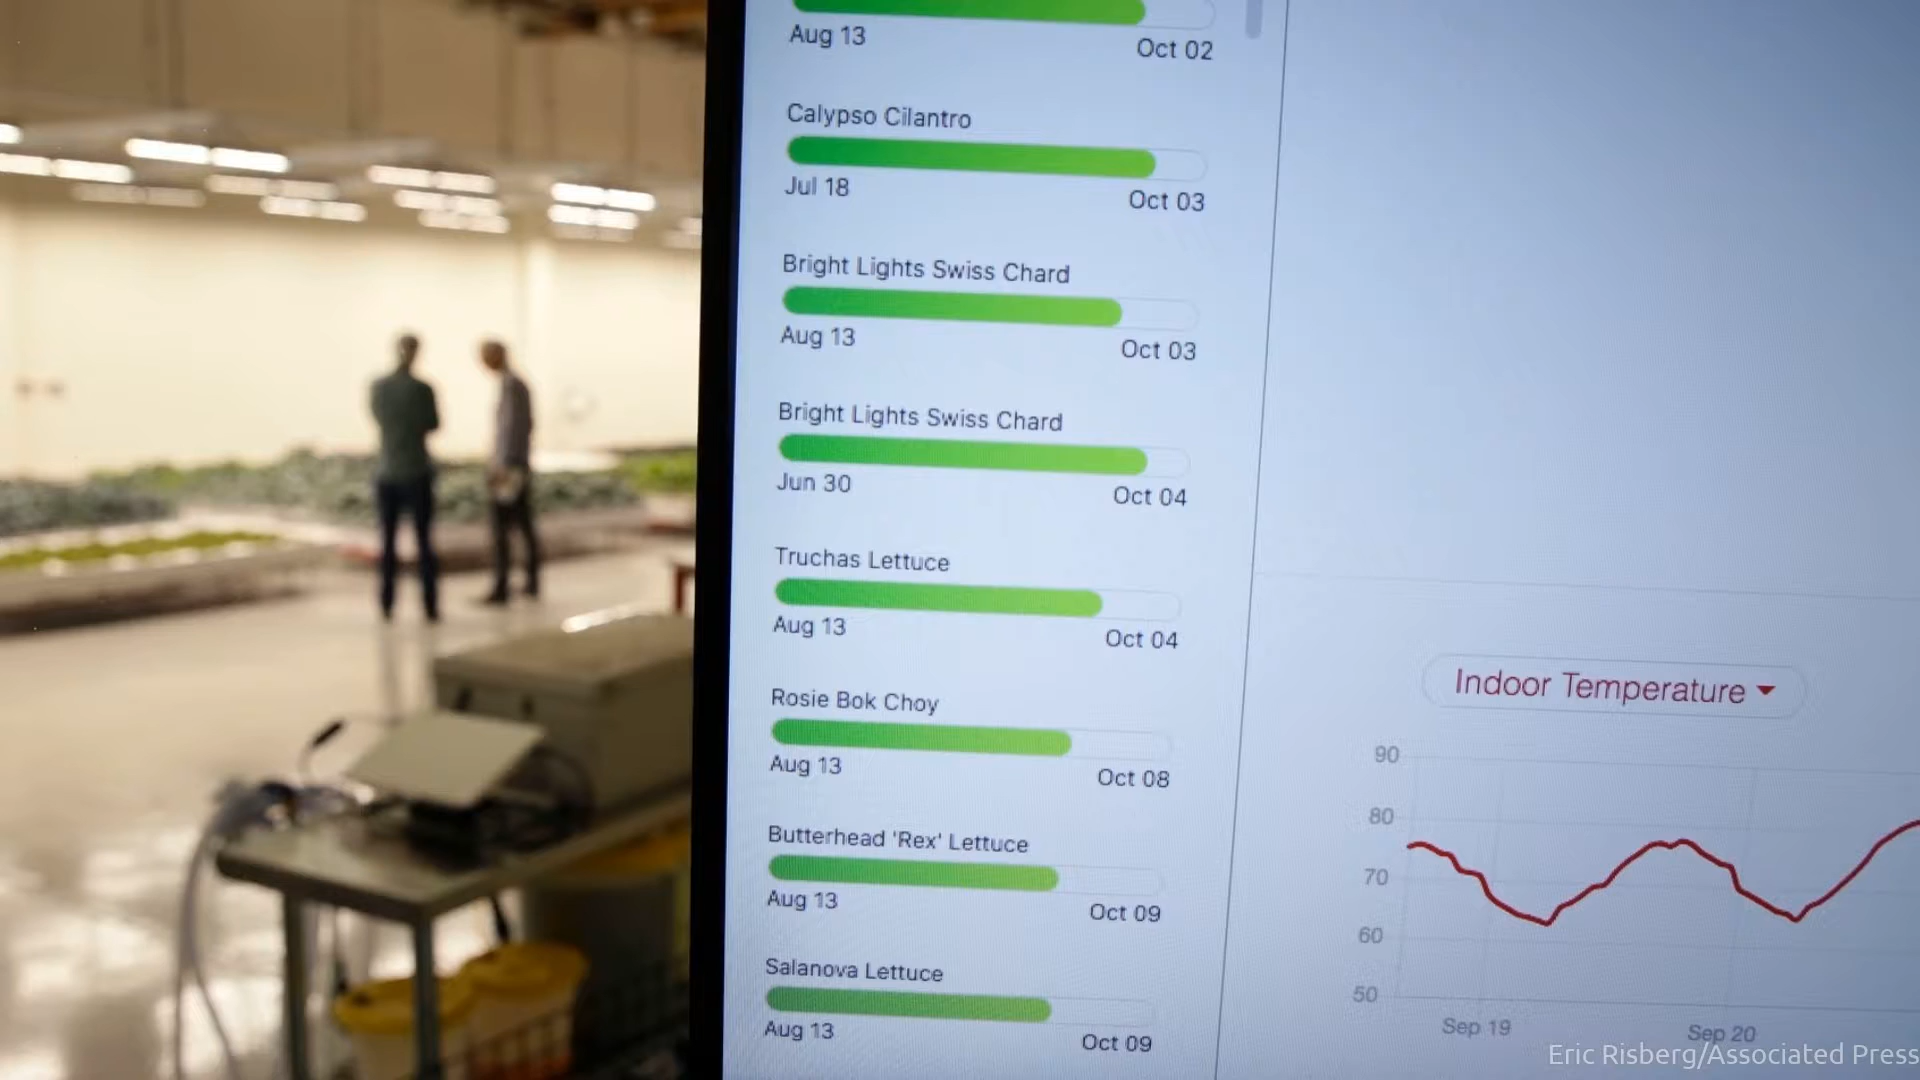 Aug 13 Oct 02
Calypso Cilantro
Jul 18 Oct 03
Bright Lights Swiss Chard
Aug 13 Oct 03
Bright Lights Swiss Chard
Jun 30 Oct 04
Truchas Lettuce
Aug 13 Oct 04
Rosie Bok Choy
Aug 13 Oct 08
Butterhead 'Rex' Lettuce
Aug 13 Oct 09
Salanova Lettuce
Aug 13 Oct 09
Indoor Temperature
90
80
70
60
50
Sep 19 Sep 20
Eric Risberg/Associated Press